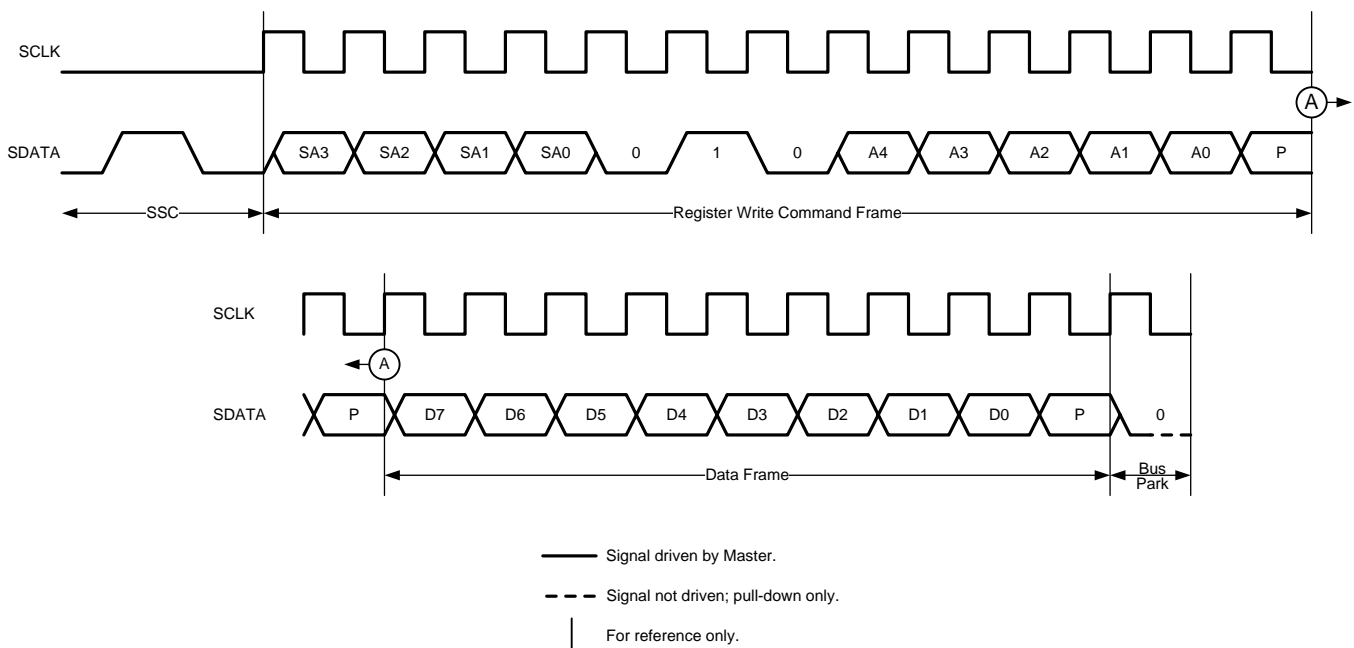 SCLK
A
SDATA SA3 SA2 SA1 SA0 0 1 0 A4 A3 A2 A1 A0 P
SSC Register Write Command Frame
SCLK
A
SDATA P D7 D6 D5 D4 D3 D2 D1 D0 P 0
Data Frame Bus
Park
Signal driven by Master.
Signal not driven; pull-down only.
For reference only.